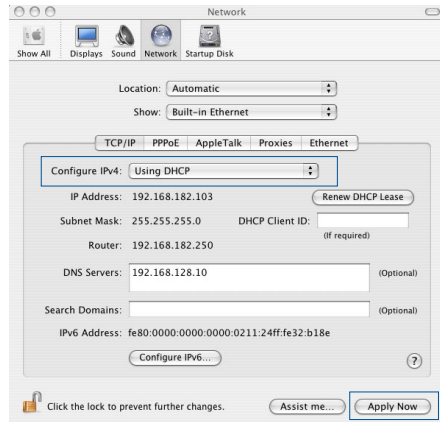 Network
Show All Displays Sound Network Startup Disk
Location: Automatic
Show: Built-in Ethernet
TCP/IP PPPoE AppleTalk Proxies Ethernet
Configure IPv4: Using DHCP
IP Address: 192.168.182.103 Renew DHCP Lease
Subnet Mask: 255.255.255.0 DHCP Client ID:
(If required)
Router: 192.168.182.250
DNS Servers: 192.168.128.10 (Optional)
Search Domains: (Optional)
IPv6 Address: fe80:0000:0000:0000:0211:24ff:fe32:b18e
Configure IPv6... ?
Click the lock to prevent further changes. Assist me... Apply Now